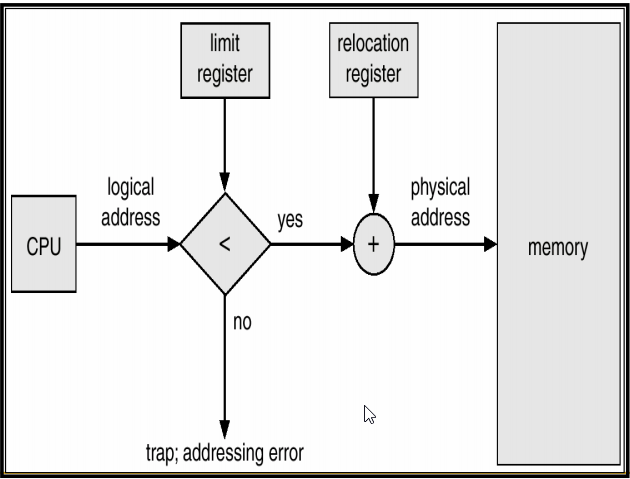 limit
register
relocation
register
logical
address
physical
address
CPU
<
yes
+
memory
no
trap; addressing error